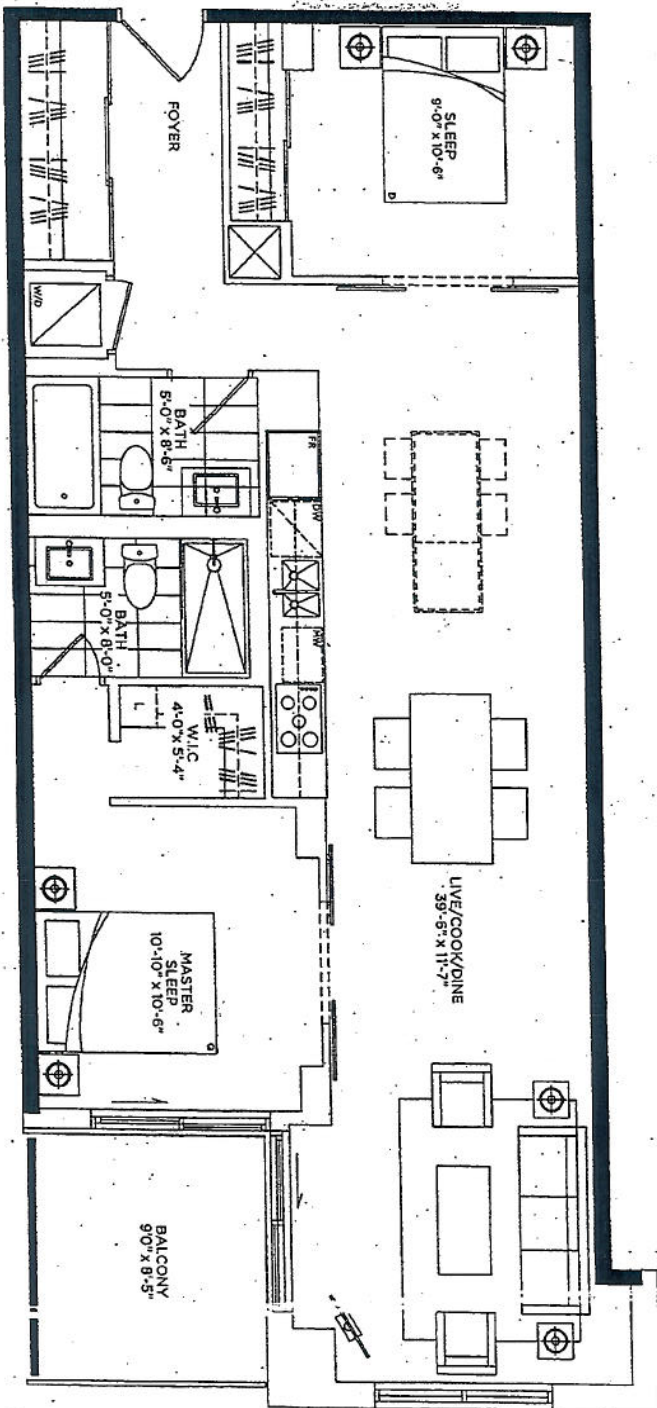 SLEEP
9'-0" x 10'-6"
D
FOYER
W/D
BATH
5'-0" X 8'-6"
FR
DW
MW
BATH
5'-0" X 8'-0"
L
W.I.C
4'-0" x 5'-4"
LIVE/COOK/DINE
39'-6" x 11'-7"
MASTER
SLEEP
10'-10" x 10'-6"
Q
BALCONY
9'0" x 8'-5"